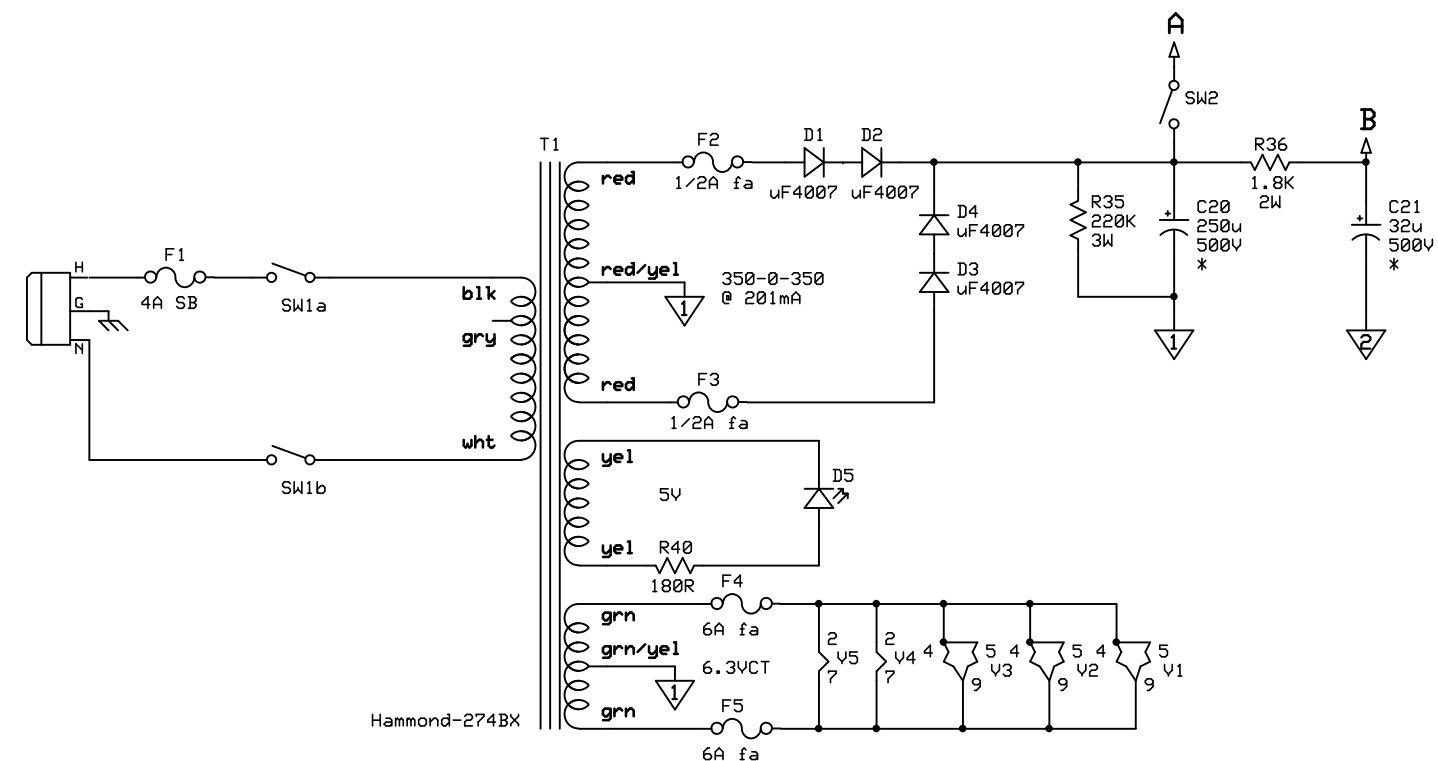 A
SW2
B
T1
F2
D1
D2
R36
1/2A fa
red
uF4007
uF4007
1.8K
2W
D4
uF4007
R35
220K
3W
C20
250u
500V
*
C21
32u
500V
*
H
F1
4A SB
SW1a
G
N
blk
gry
wht
red/yel
1
350-0-350
@ 201mA
D3
uF4007
1
2
red
F3
1/2A fa
SW1b
yel
5V
D5
yel
R40
180R
F4
grn
6A fa
grn/yel
1
6.3VCT
2
V5
7
2
V4
7
4
5
V3
9
4
5
V2
9
4
5
V1
9
grn
F5
6A fa
Hammond-274BX